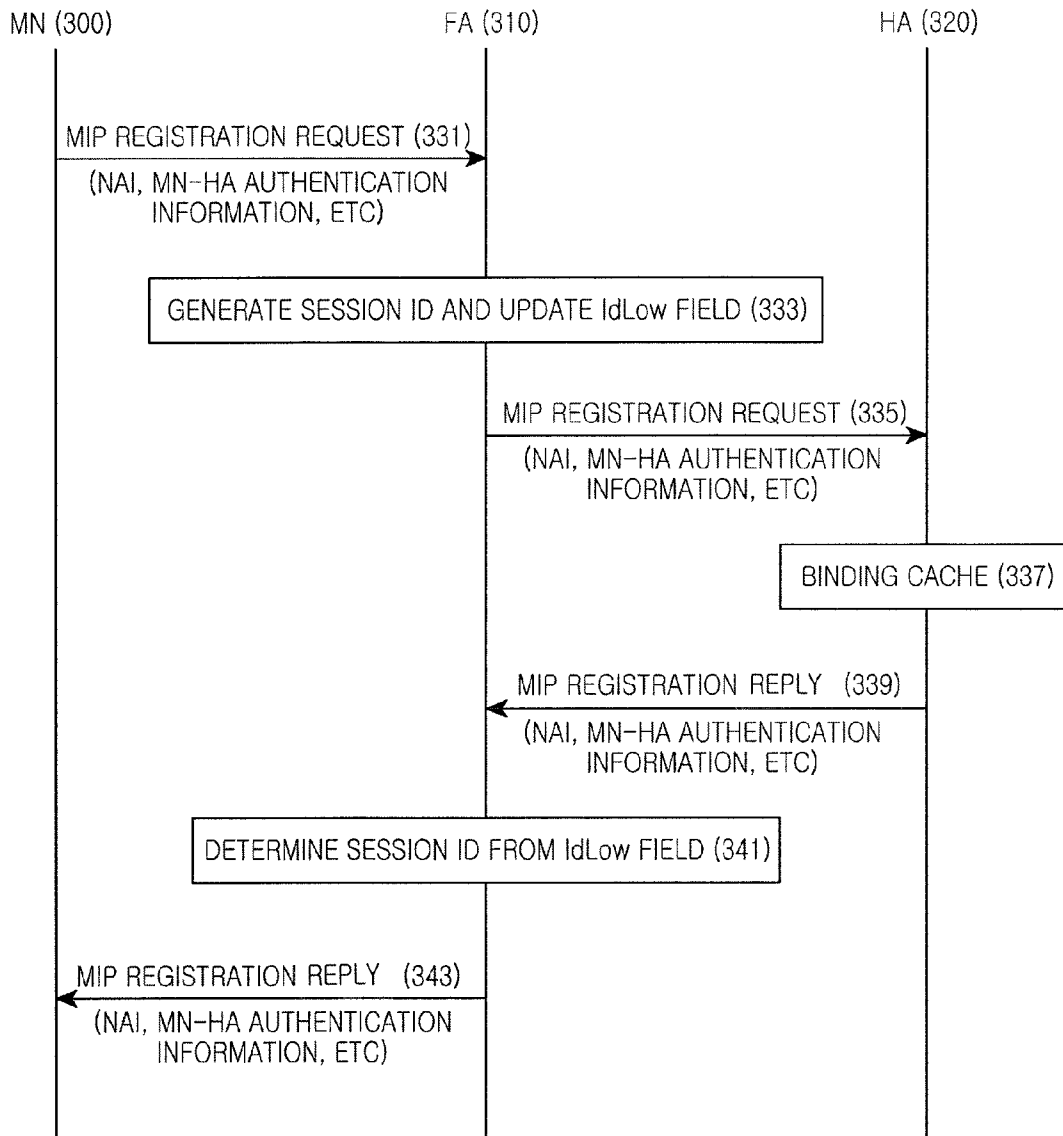 MN (300)
FA (310)
HA (320)
MIP REGISTRATION REQUEST (331)
(NAI, MN-HA AUTHENTICATION
INFORMATION, ETC)
GENERATE SESSION ID AND UPDATE IdLow FIELD (333)
MIP REGISTRATION REQUEST (335)
(NAI, MN-HA AUTHENTICATION
INFORMATION, ETC)
BINDING CACHE (337)
MIP REGISTRATION REPLY (339)
(NAI, MN-HA AUTHENTICATION
INFORMATION, ETC)
DETERMINE SESSION ID FROM IdLow FIELD (341)
MIP REGISTRATION REPLY (343)
(NAI, MN-HA AUTHENTICATION
INFORMATION, ETC)